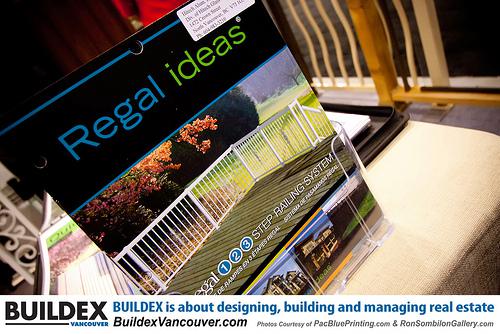 Regal ideas®
Regal 1 2 3 STEP RAILING SYSTEM
BUILDEX
VANCOUVER
BUILDEX is about designing, building and managing real estate
BuildexVancouver.com
Photos Courtesy of PacBluePrinting.com & RonSombilonGallery.com